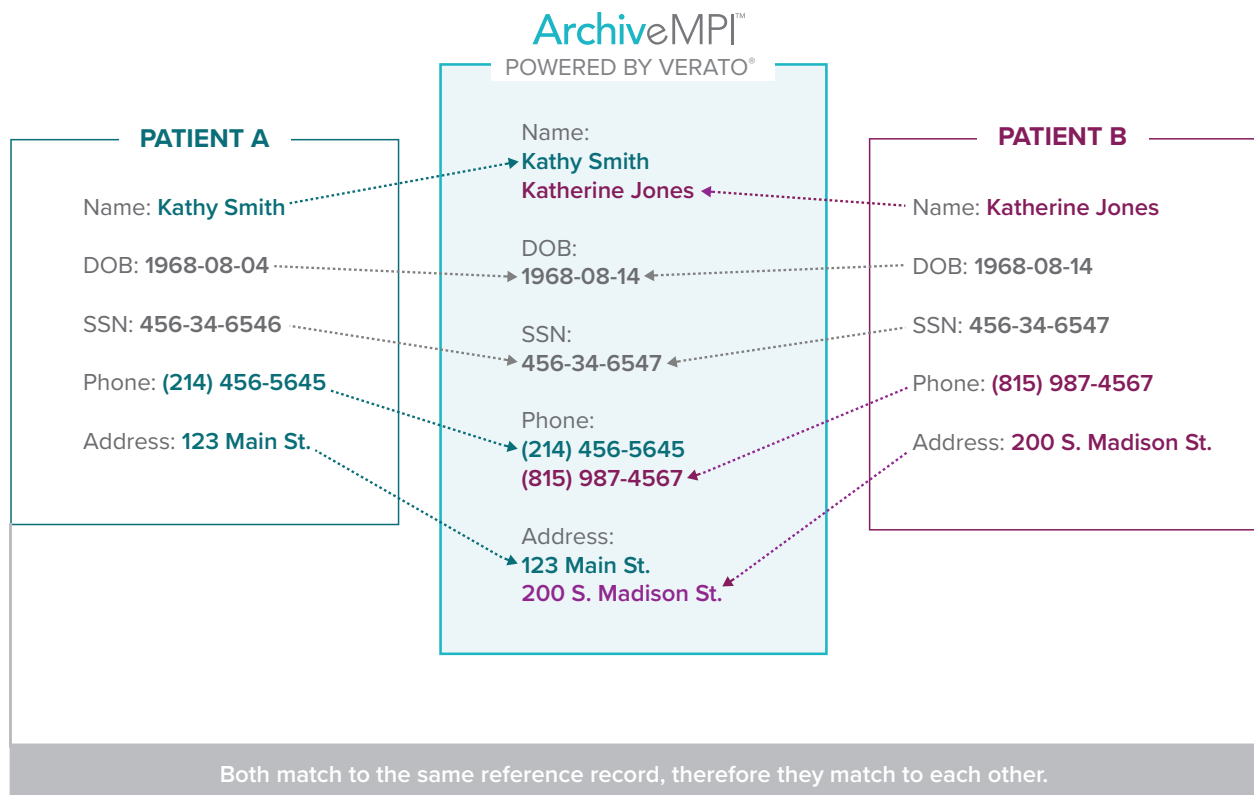 ArchiveMPI™
POWERED BY VERATO®
PATIENT A
Name: Kathy Smith
DOB: 1968-08-04
SSN: 456-34-6546
Phone: (214) 456-5645
Address: 123 Main St.
Name:
Kathy Smith
Katherine Jones
DOB:
1968-08-14
SSN:
456-34-6547
Phone:
(214) 456-5645
(815) 987-4567
Address:
123 Main St.
200 S. Madison St.
PATIENT B
Name: Katherine Jones
DOB: 1968-08-14
SSN: 456-34-6547
Phone: (815) 987-4567
Address: 200 S. Madison St.
Both match to the same reference record, therefore they match to each other.